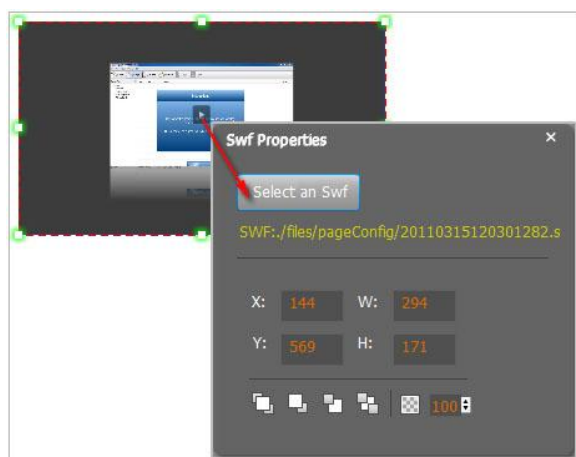 Swf Properties
Select an Swf
SWF:./files/pageConfig/20110315120301282.s
X: 144 W: 294
Y: 569 H: 171
100